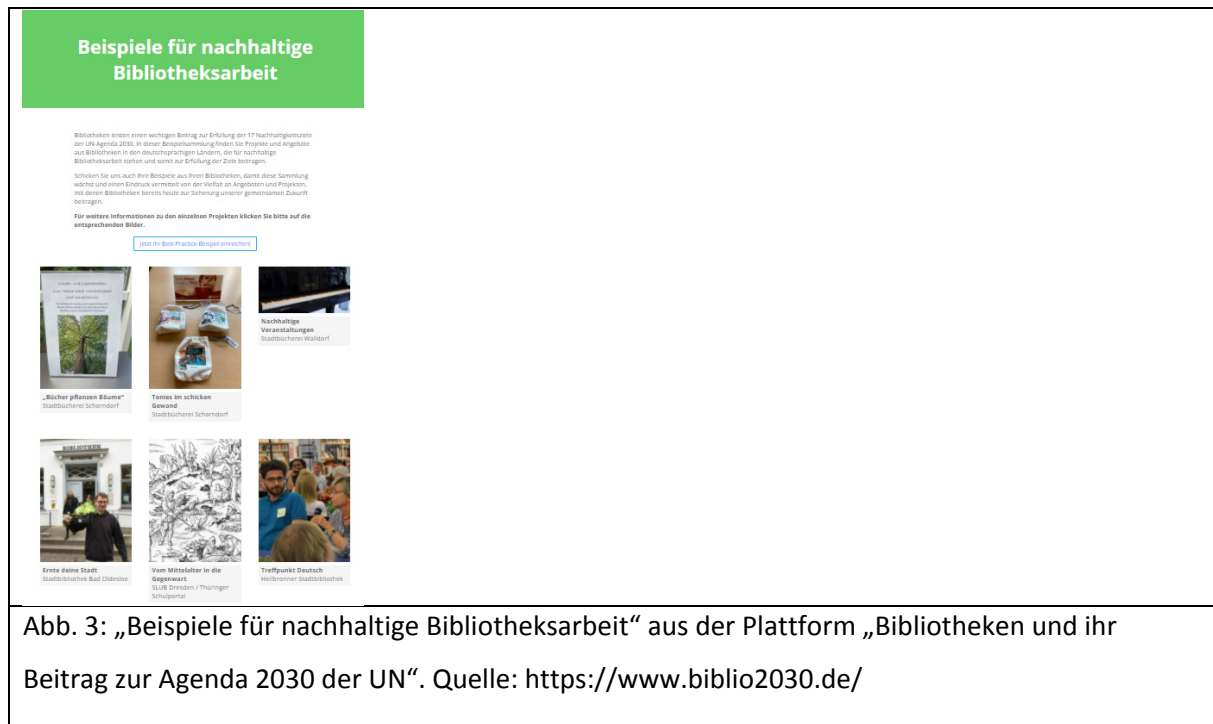 Beispiele für nachhaltige
Bibliotheksarbeit
Bibliotheken leisten einen wichtigen Beitrag zur Erfüllung der 17 Nachhaltigkeitsziele
der UN-Agenda 2030. In dieser Beispielsammlung finden Sie Projekte und Angebote
aus Bibliotheken in den deutschsprachigen Ländern, die für nachhaltige
Bibliotheksarbeit stehen und somit zur Erfüllung der Ziele beitragen.
Schicken Sie uns auch Ihre Beispiele aus Ihren Bibliotheken, damit diese Sammlung
wächst und einen Eindruck vermittelt von der Vielfalt an Angeboten und Projekten,
mit denen Bibliotheken bereits heute zur Sicherung unserer gemeinsamen Zukunft
beitragen.
Für weitere Informationen zu den einzelnen Projekten klicken Sie bitte auf die
entsprechenden Bilder.
Jetzt Ihr Best-Practice-Beispiel einreichen!
„Bücher pflanzen Bäume“
Stadtbücherei Schorndorf
Tonies im schicken
Gewand
Stadtbücherei Schorndorf
Nachhaltige
Veranstaltungen
Stadtbücherei Walldorf
BIBLIOTHEK
Ernte deine Stadt
Stadtbibliothek Bad Oldesloe
Vom Mittelalter in die
Gegenwart
SLUB Dresden / Thüringer
Schulportal
Treffpunkt Deutsch
Heilbronner Stadtbibliothek
Abb. 3: „Beispiele für nachhaltige Bibliotheksarbeit“ aus der Plattform „Bibliotheken und ihr
Beitrag zur Agenda 2030 der UN“. Quelle: https://www.biblio2030.de/